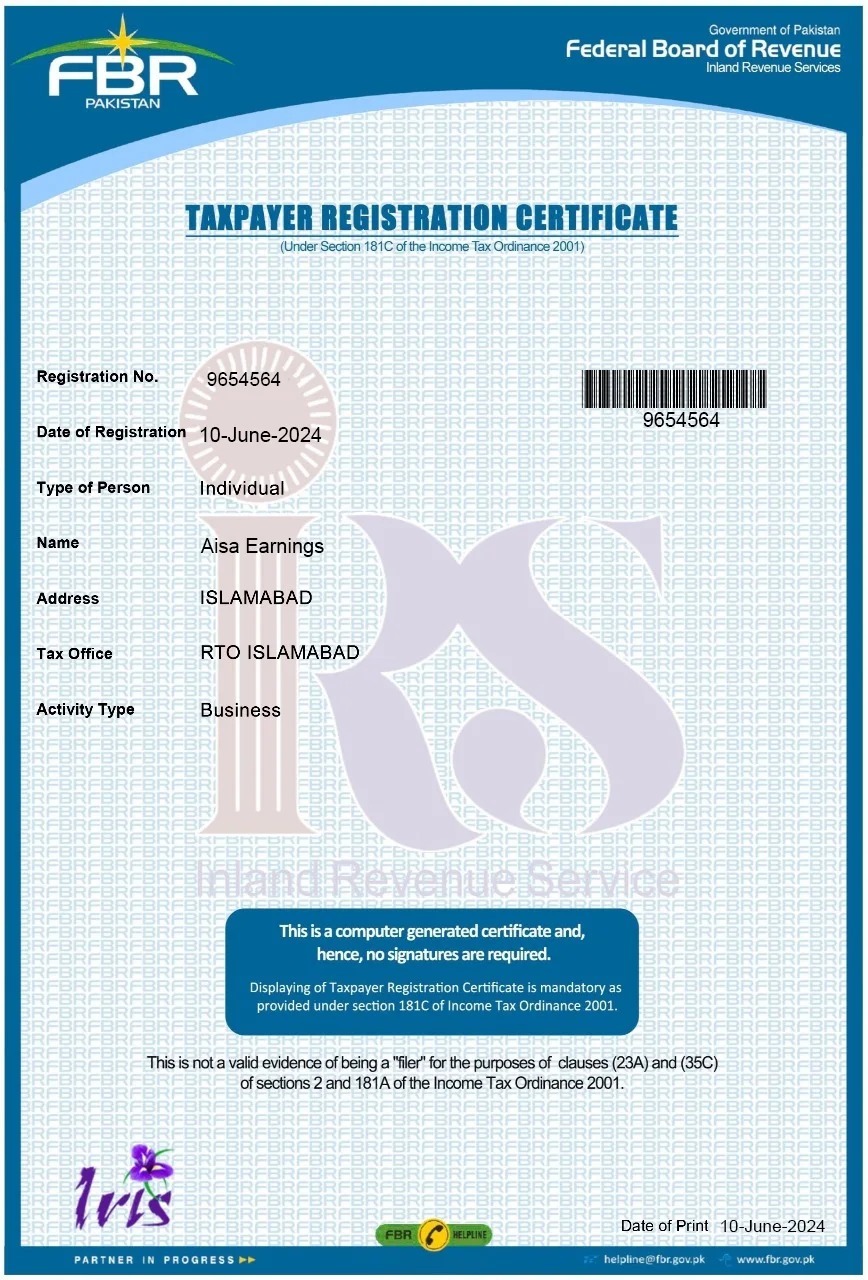 FBR
PAKISTAN
Government of Pakistan
Federal Board of Revenue
Inland Revenue Services
TAXPAYER REGISTRATION CERTIFICATE
(Under Section 181C of the Income Tax Ordinance 2001)
Registration No. 9654564
9654564
Date of Registration 10-June-2024
Type of Person Individual
Name Aisa Earnings
Address ISLAMABAD
Tax Office RTO ISLAMABAD
Activity Type Business
iRS
Inland Revenue Service
This is a computer generated certificate and,
hence, no signatures are required.
Displaying of Taxpayer Registration Certificate is mandatory as
provided under section 181C of Income Tax Ordinance 2001.
This is not a valid evidence of being a "filer" for the purposes of clauses (23A) and (35C)
of sections 2 and 181A of the Income Tax Ordinance 2001.
Iris
PARTNER IN PROGRESS
FBR HELPLINE
Date of Print 10-June-2024
helpline@fbr.gov.pk www.fbr.gov.pk